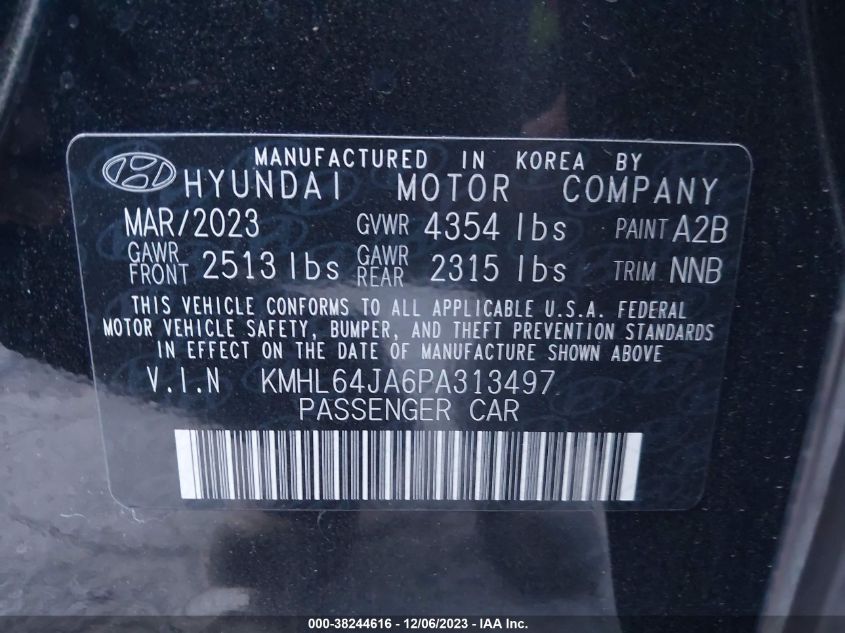 MANUFACTURED IN KOREA BY
HYUNDAI MOTOR COMPANY
MAR/2023 GVWR 4354 lbs PAINT A2B
GAWR FRONT 2513 lbs GAWR REAR 2315 lbs TRIM NNB
THIS VEHICLE CONFORMS TO ALL APPLICABLE U.S.A. FEDERAL
MOTOR VEHICLE SAFETY, BUMPER, AND THEFT PREVENTION STANDARDS
IN EFFECT ON THE DATE OF MANUFACTURE SHOWN ABOVE
V.I.N KMHL64JA6PA313497
PASSENGER CAR
000-38244616 - 12/06/2023 - IAA Inc.